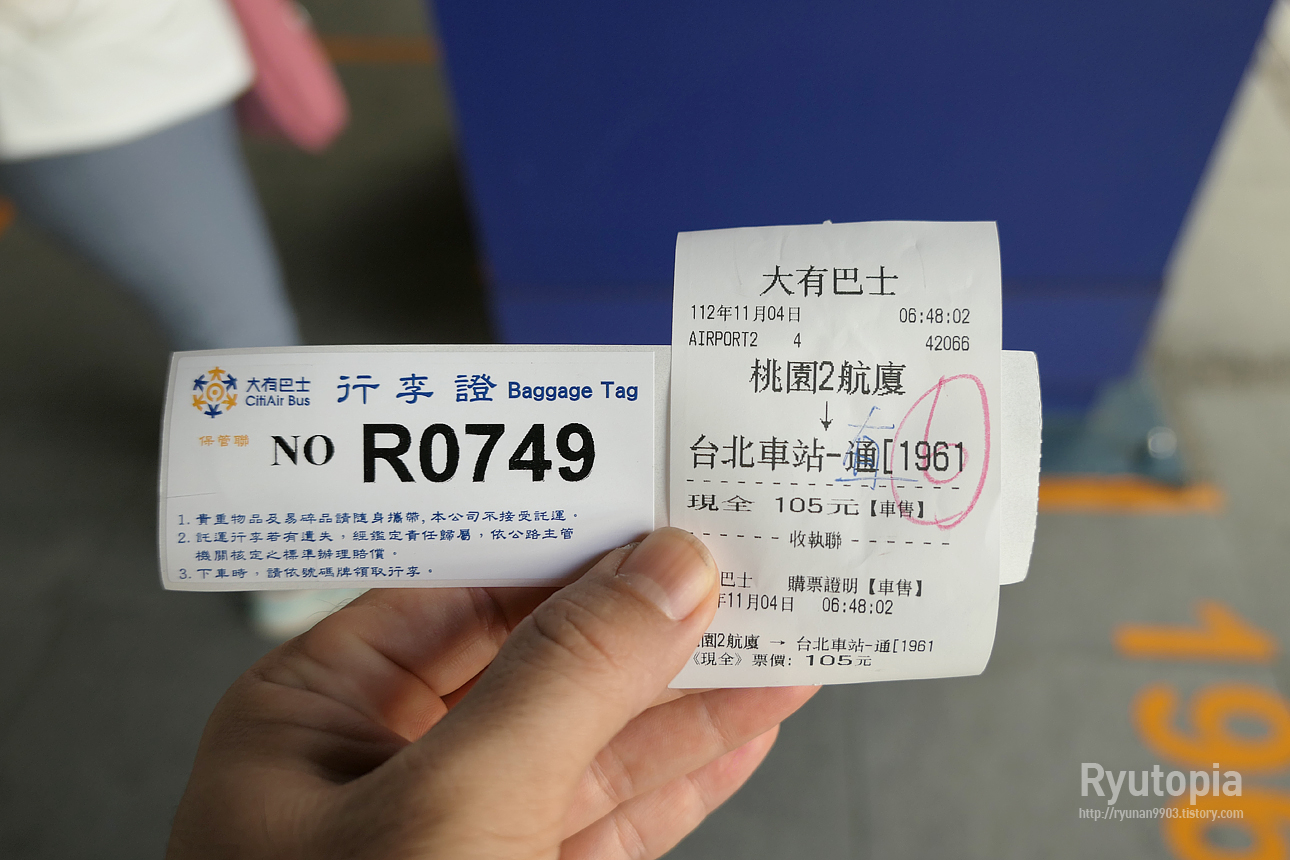 大有巴士
CitiAir Bus
行李證 Baggage Tag
保管聯
NO R0749
1. 貴重物品及易碎品請隨身攜帶, 本公司不接受託運。
2. 託運行李若有遺失, 經鑑定責任歸屬, 依公路主管
機關核定之標準辦理賠償。
3. 下車時, 請依號碼牌領取行李。
大有巴士
112年11月04日 06:48:02
AIRPORT2 4 42066
桃園2航廈
↓
台北車站-通[1961
現全 105元【車售】
收執聯
巴士 購票證明【車售】
年11月04日 06:48:02
園2航廈 → 台北車站-通[1961
《現全》票價: 105元
196
Ryutopia
http://ryunan9903.tistory.com